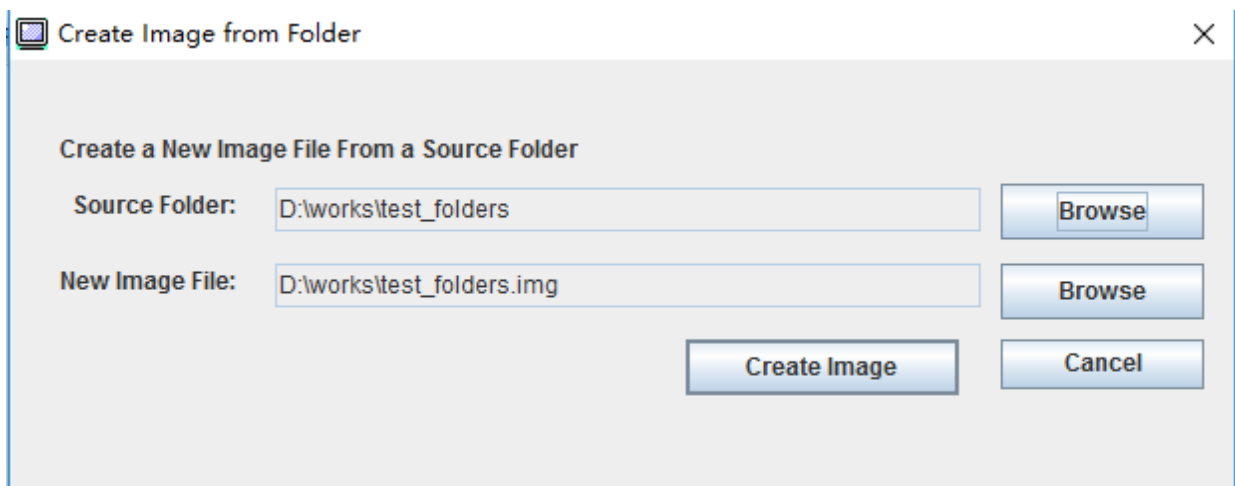 Create Image from Folder
Create a New Image File From a Source Folder
Source Folder: D:\works\test_folders Browse
New Image File: D:\works\test_folders.img Browse
Create Image Cancel